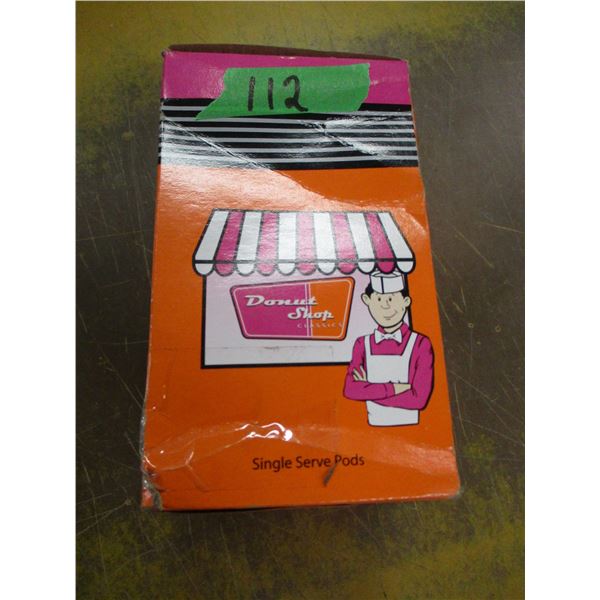 112
Donut
Shop
CLASSICS
Single Serve Pods